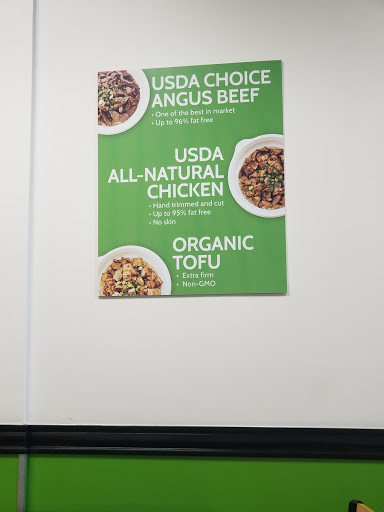 USDA CHOICE
ANGUS BEEF
• One of the best in market
• Up to 96% fat free
USDA
ALL-NATURAL
CHICKEN
• Hand trimmed and cut
• Up to 95% fat free
• No skin
ORGANIC
TOFU
• Extra firm
• Non-GMO